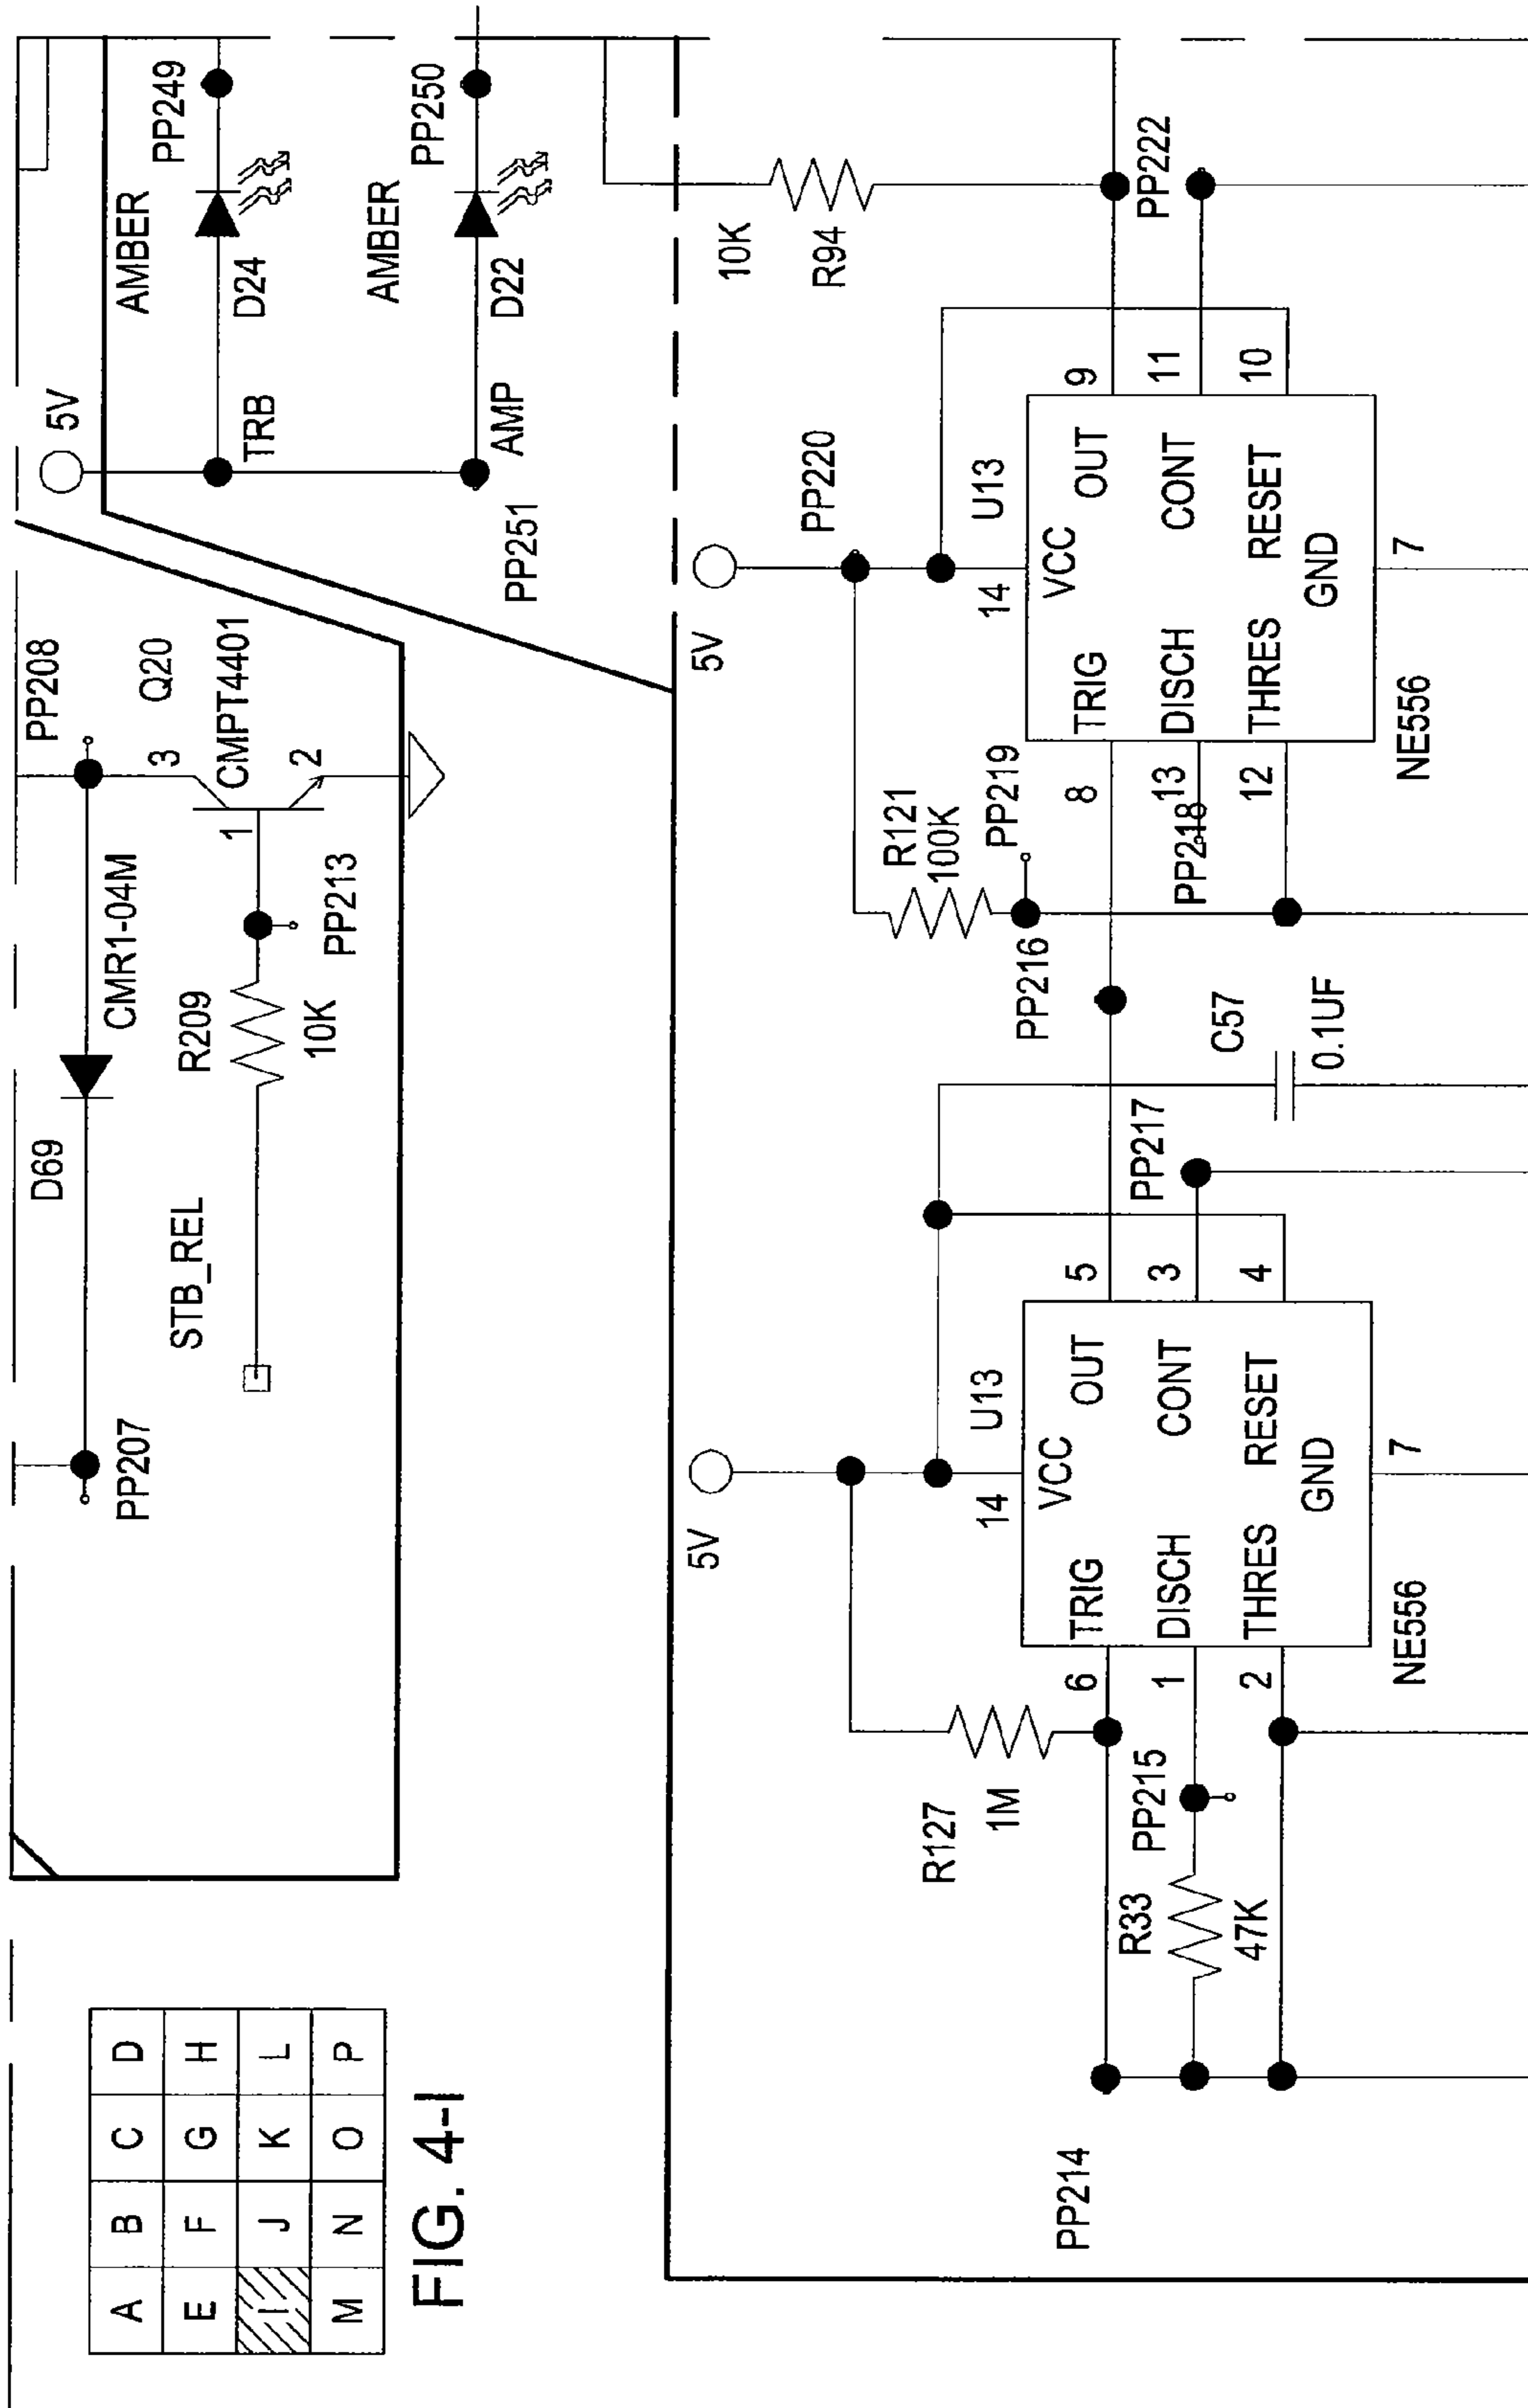 A B C D
E F G H
I J K L
M N O P
FIG. 4-I
PP207
D69
CMR1-04M
PP208
STB_REL
R209
10K
PP213
Q20
CMPT4401
1
3
2
5V
TRB
AMBER
D24
PP249
AMP
AMBER
D22
PP250
PP251
5V
R127
1M
PP214
R33
47K
PP215
6
1
2
14
U13
VCC
TRIG
OUT
DISCH
CONT
THRES
RESET
GND
NE556
5
3
4
7
PP217
C57
0.1UF
PP216
5V
PP220
R121
100K
PP219
PP218
8
13
12
14
U13
VCC
TRIG
OUT
DISCH
CONT
THRES
RESET
GND
NE556
9
11
10
7
10K
R94
PP222